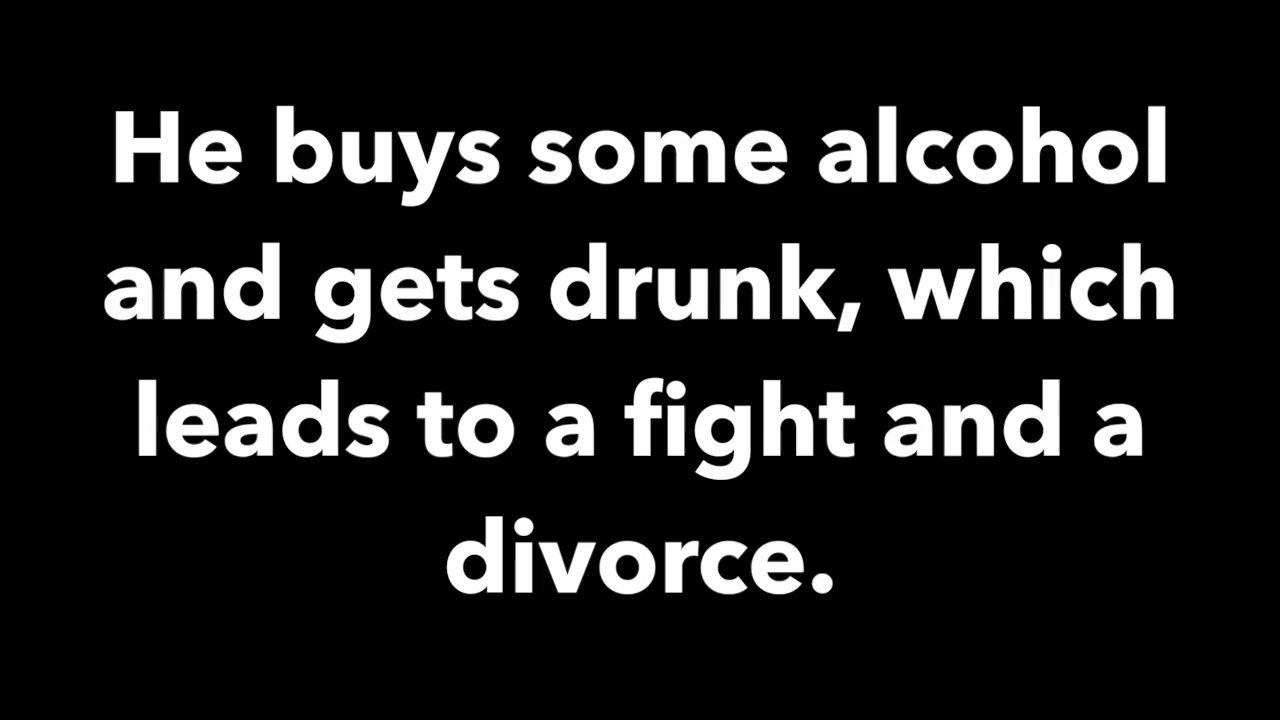 He buys some alcohol
and gets drunk, which
leads to a fight and a
divorce.